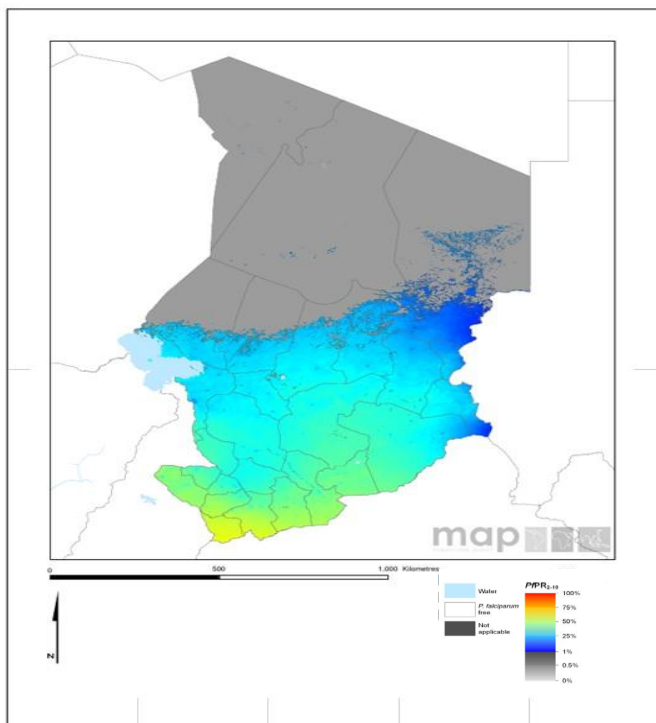 map
0
500
1,000 Kilometres
N
Water
P. falciparum
free
Not
applicable
PfPR2-10
100%
75%
50%
25%
1%
0.5%
0%